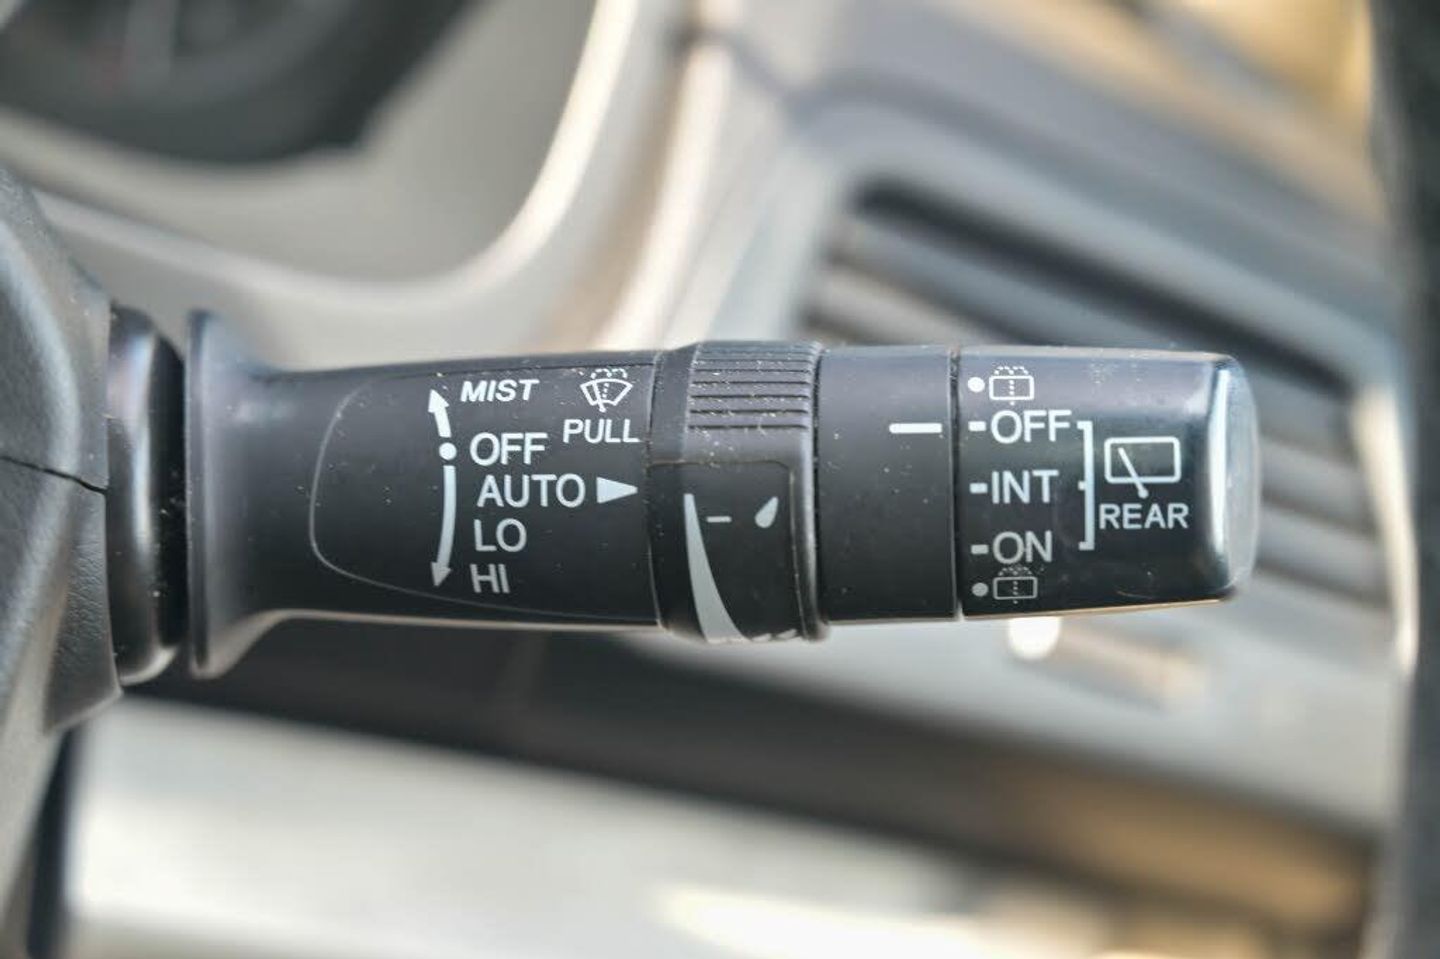 MIST
PULL
OFF
AUTO
LO
HI
OFF
INT
ON
REAR